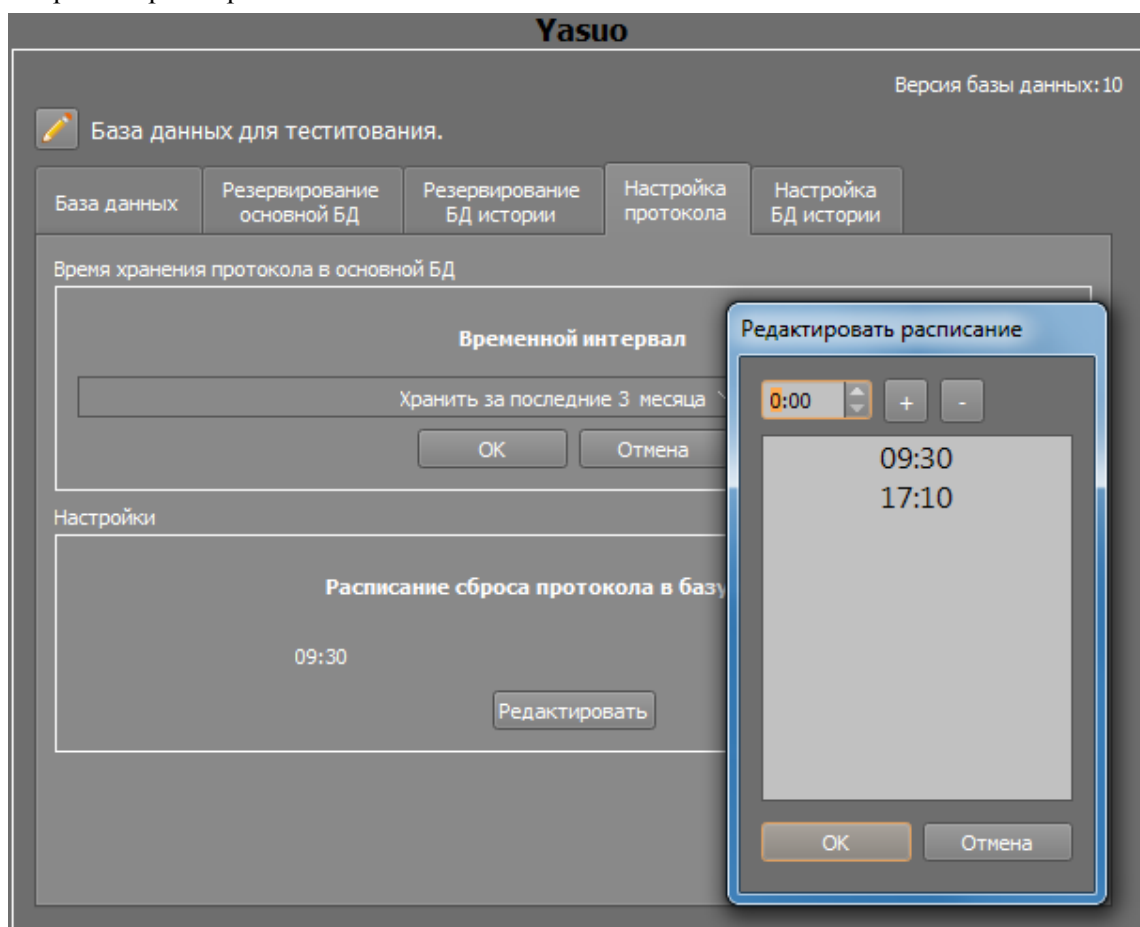 Yasuo
Версия базы данных:10
База данных для теститования.
База данных
Резервирование
основной БД
Резервирование
БД истории
Настройка
протокола
Настройка
БД истории
Время хранения протокола в основной БД
Временной интервал
Хранить за последние 3 месяца
OK
Отмена
Настройки
Расписание сброса протокола в базу
09:30
Редактировать
Редактировать расписание
0:00
+
-
09:30
17:10
OK
Отмена